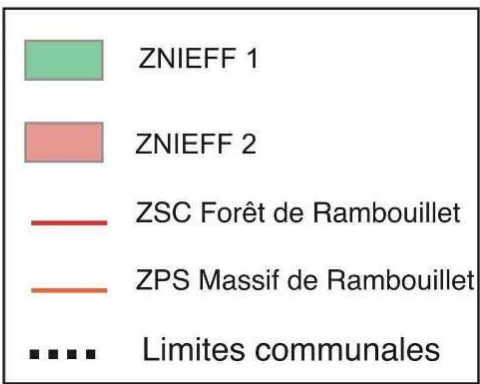 ZNIEFF 1
ZNIEFF 2
ZSC Forêt de Rambouillet
ZPS Massif de Rambouillet
Limites communales